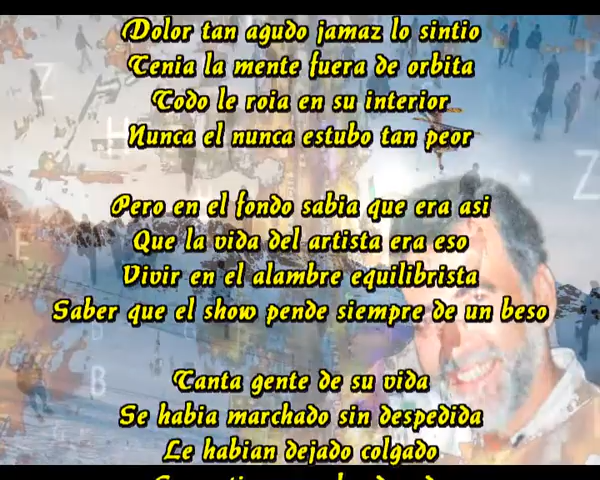 Dolor tan agudo jamaz lo sintio
Tenia la mente fuera de orbita
Todo le roia en su interior
Nunca el nunca estubo tan peor
Pero en el fondo sabia que era asi
Que la vida del artista era eso
Vivir en el alambre equilibrista
Saber que el show pende siempre de un beso
Tanta gente de su vida
Se habia marchado sin despedida
Le habian dejado colgado
Z
H
Z
E
B
B